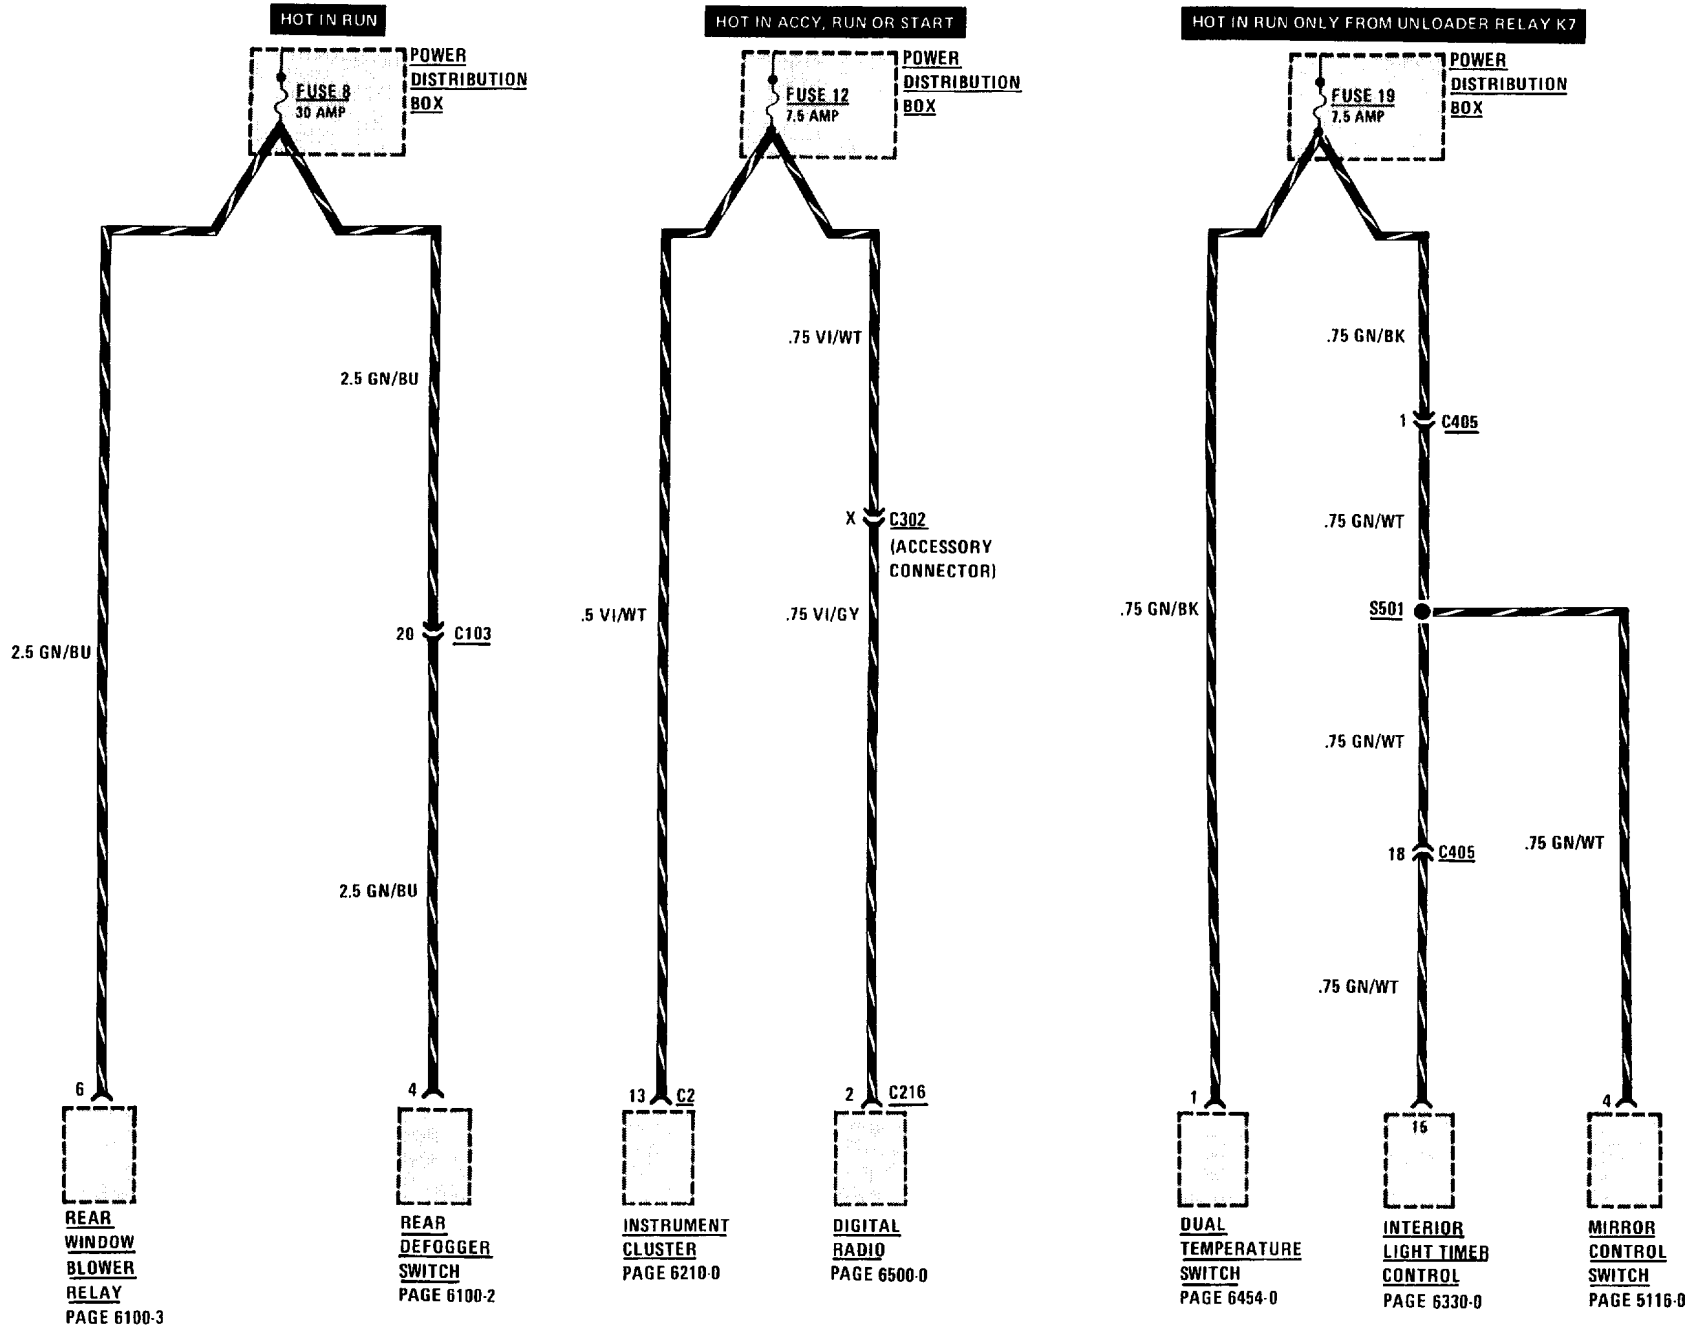 HOT IN RUN
POWER
DISTRIBUTION
BOX
FUSE 8
30 AMP
2.5 GN/BU
20 C103
2.5 GN/BU
2.5 GN/BU
6
REAR
WINDOW
BLOWER
RELAY
PAGE 6100-3
4
REAR
DEFOGGER
SWITCH
PAGE 6100-2
HOT IN ACCY, RUN OR START
POWER
DISTRIBUTION
BOX
FUSE 12
7.5 AMP
.75 VI/WT
X C302
(ACCESSORY
CONNECTOR)
.5 VI/WT
.75 VI/GY
13 C2
INSTRUMENT
CLUSTER
PAGE 6210-0
2 C216
DIGITAL
RADIO
PAGE 6500-0
HOT IN RUN ONLY FROM UNLOADER RELAY K7
POWER
DISTRIBUTION
BOX
FUSE 19
7.5 AMP
.75 GN/BK
1 C405
.75 GN/WT
.75 GN/BK
S501
.75 GN/WT
18 C405
.75 GN/WT
.75 GN/WT
1
DUAL
TEMPERATURE
SWITCH
PAGE 6454-0
15
INTERIOR
LIGHT TIMER
CONTROL
PAGE 6330-0
4
MIRROR
CONTROL
SWITCH
PAGE 5116-0